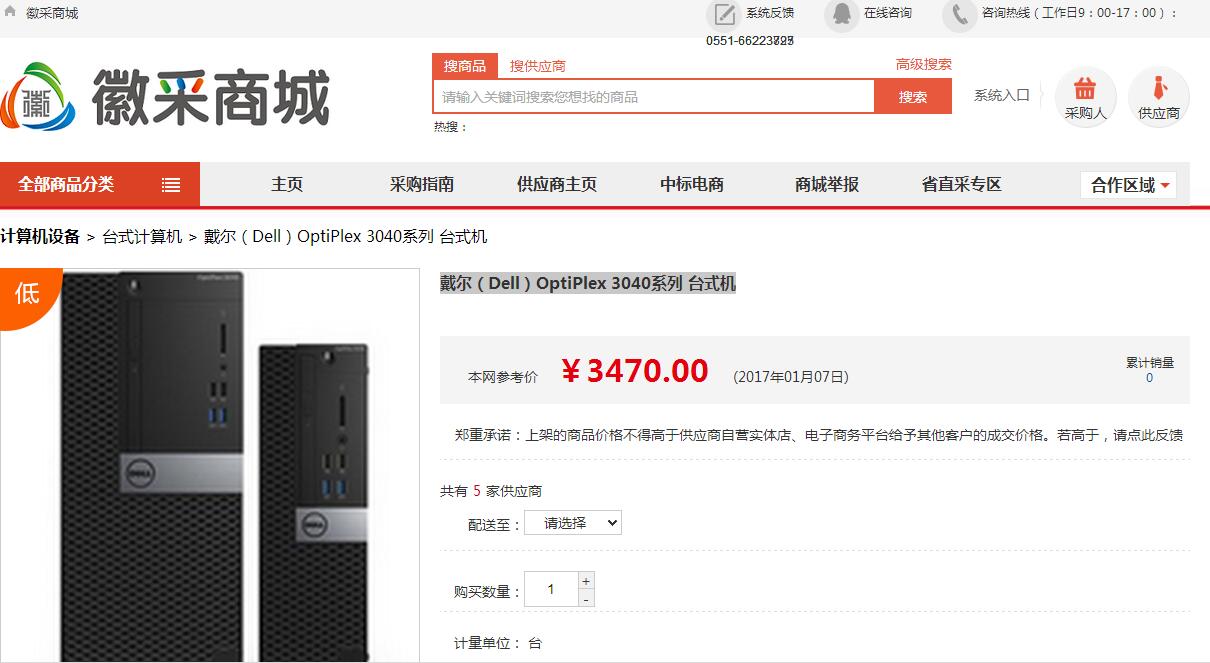 徽采商城
系统反馈
在线咨询
咨询热线（工作日9：00-17：00）：
徽
徽采商城
搜商品
搜供应商
高级搜索
请输入关键词搜索您想找的商品
搜索
热搜：
系统入口
采购人
供应商
全部商品分类
主页
采购指南
供应商主页
中标电商
商城举报
省直采专区
合作区域
计算机设备 > 台式计算机 > 戴尔（Dell）OptiPlex 3040系列 台式机
低
戴尔（Dell）OptiPlex 3040系列 台式机
本网参考价
￥3470.00
(2017年01月07日)
累计销量
0
郑重承诺：上架的商品价格不得高于供应商自营实体店、电子商务平台给予其他客户的成交价格。若高于，请点此反馈
共有 5 家供应商
配送至：
请选择
购买数量：
1
+
-
计量单位： 台
DELL
DELL